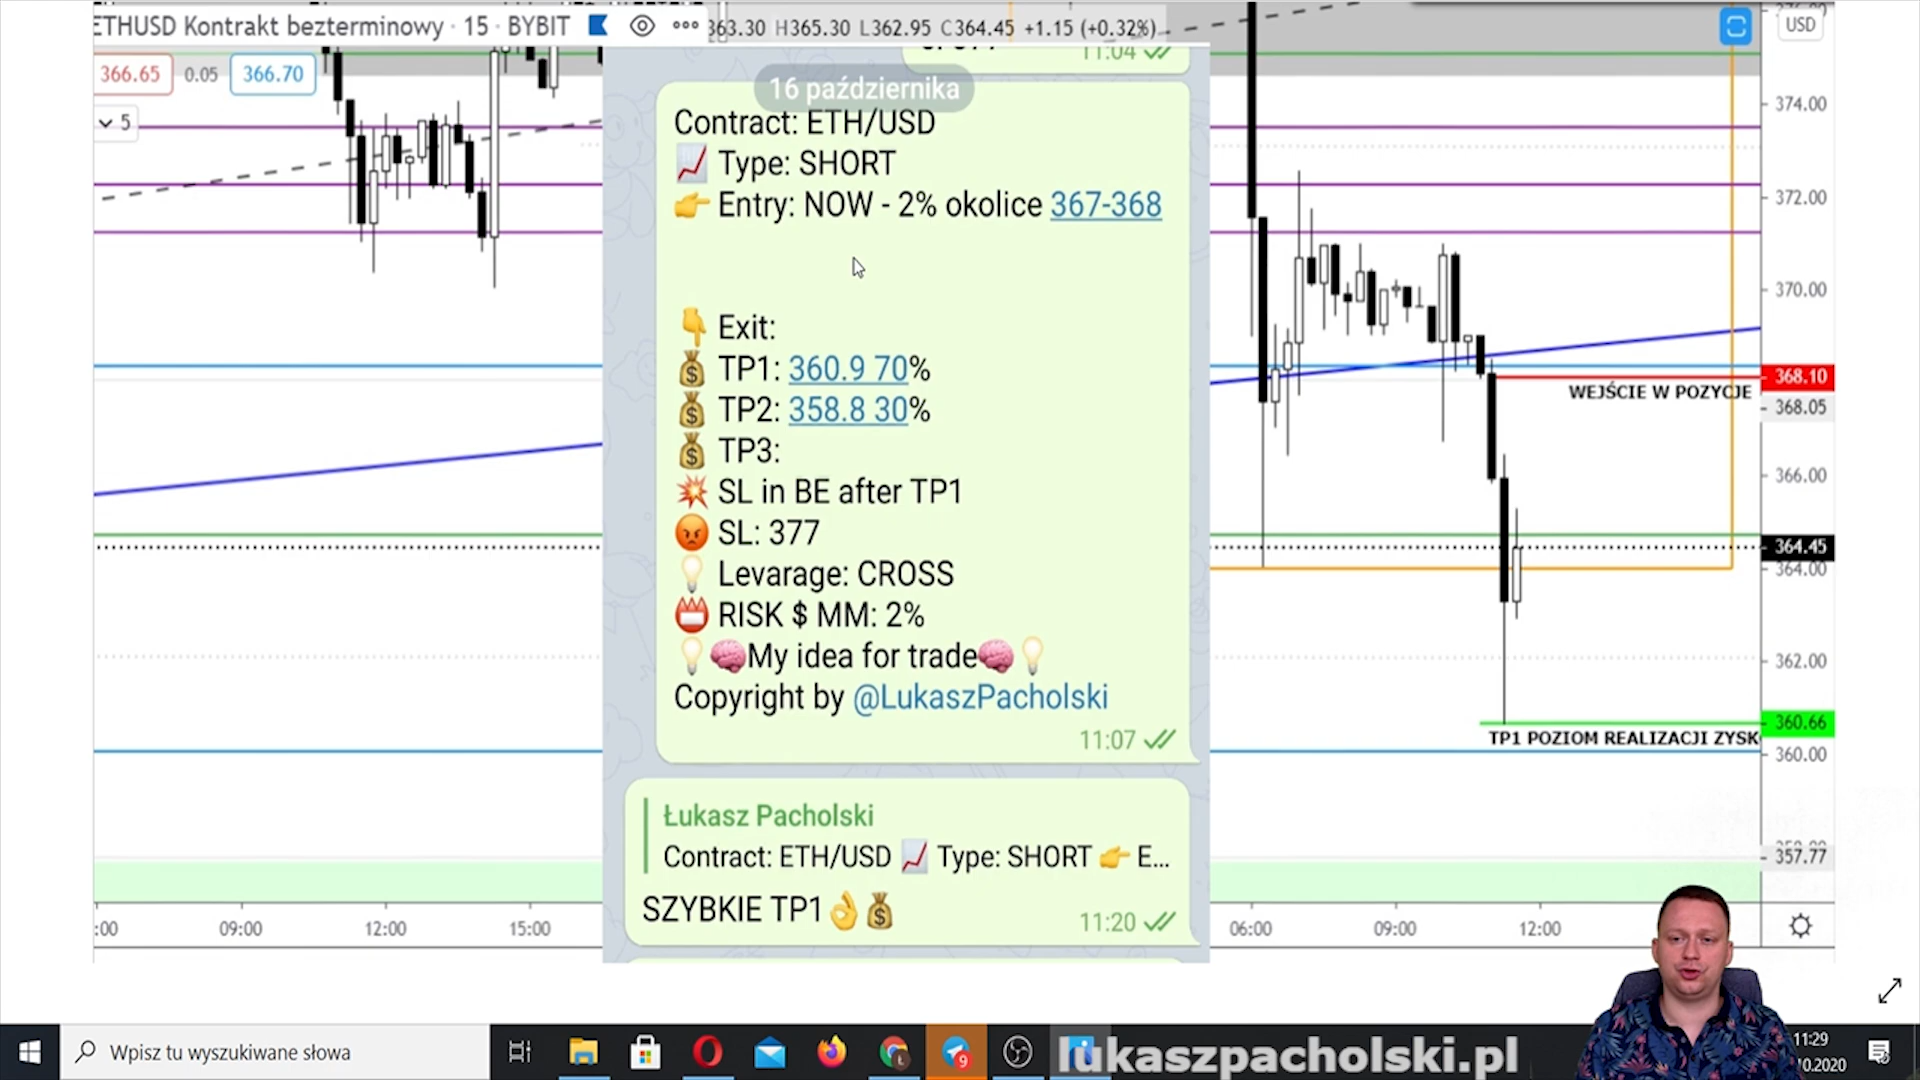 ETHUSD Kontrakt bezterminowy · 15 · BYBIT
363.30 H365.30 L362.95 C364.45 +1.15 (+0.32%)
USD
366.65 0.05 366.70
5
11:04
16 października
Contract: ETH/USD
Type: SHORT
Entry: NOW - 2% okolice 367-368
Exit:
TP1: 360.9 70%
TP2: 358.8 30%
TP3:
SL in BE after TP1
SL: 377
Levarage: CROSS
RISK $ MM: 2%
My idea for trade
Copyright by @LukaszPacholski
11:07
Łukasz Pacholski
Contract: ETH/USD Type: SHORT E...
SZYBKIE TP1
11:20
374.00
372.00
370.00
368.10
WEJŚCIE W POZYCJE
368.05
366.00
364.45
364.00
362.00
360.66
TP1 POZIOM REALIZACJI ZYSK
360.00
357.77
:00 09:00 12:00 15:00 06:00 09:00 12:00
Wpisz tu wyszukiwane słowa
9
lukaszpacholski.pl
11:29
.10.2020